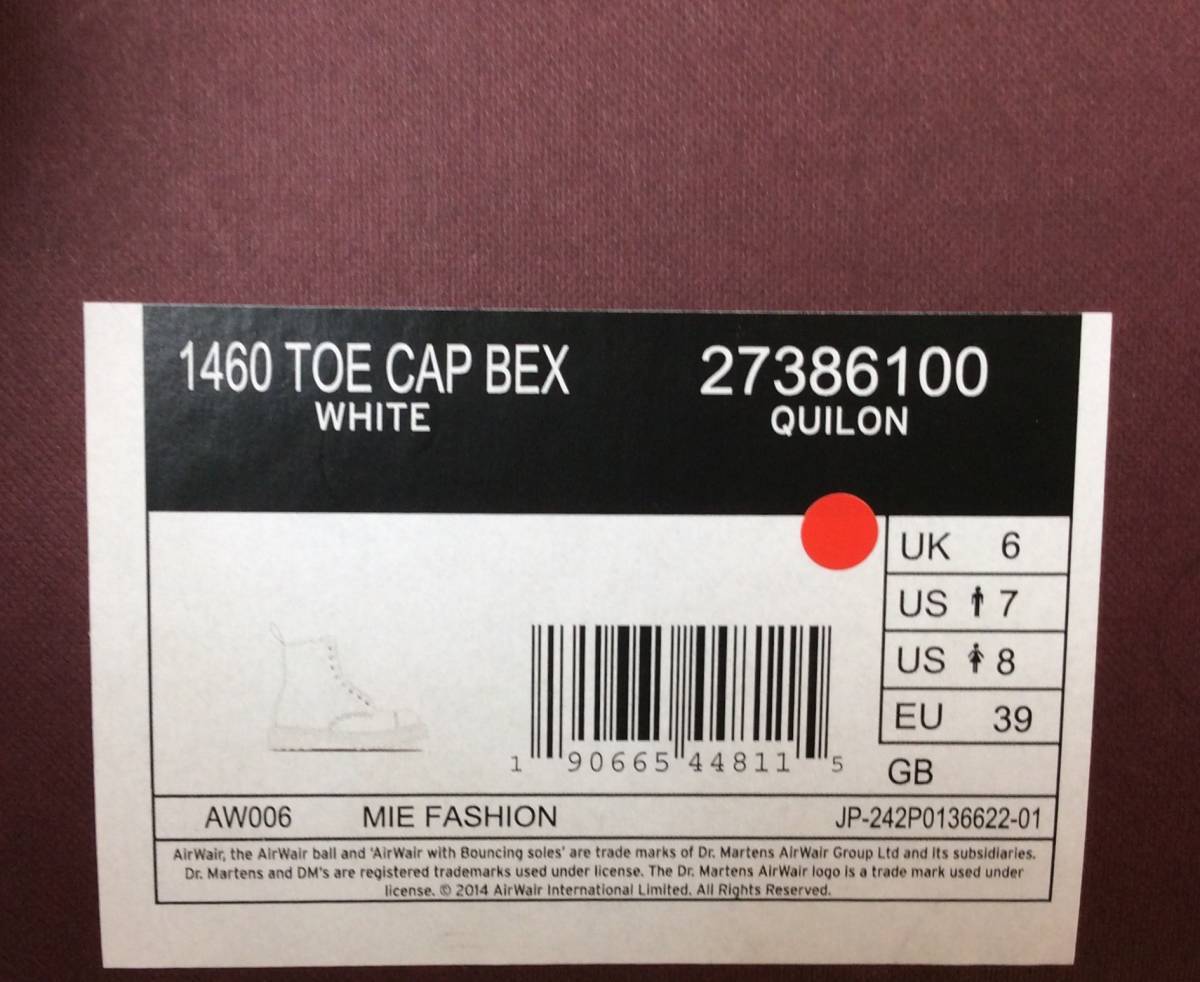 1460 TOE CAP BEX 27386100
WHITE QUILON
UK 6
US 7
US 8
EU 39
1 90665 44811 5
GB
AW006 MIE FASHION JP-242P0136622-01
AirWair, the AirWair ball and 'AirWair with Bouncing soles' are trade marks of Dr. Martens AirWair Group Ltd and its subsidiaries.
Dr. Martens and DM's are registered trademarks used under license. The Dr. Martens AirWair logo is a trade mark used under
license. © 2014 AirWair International Limited. All Rights Reserved.